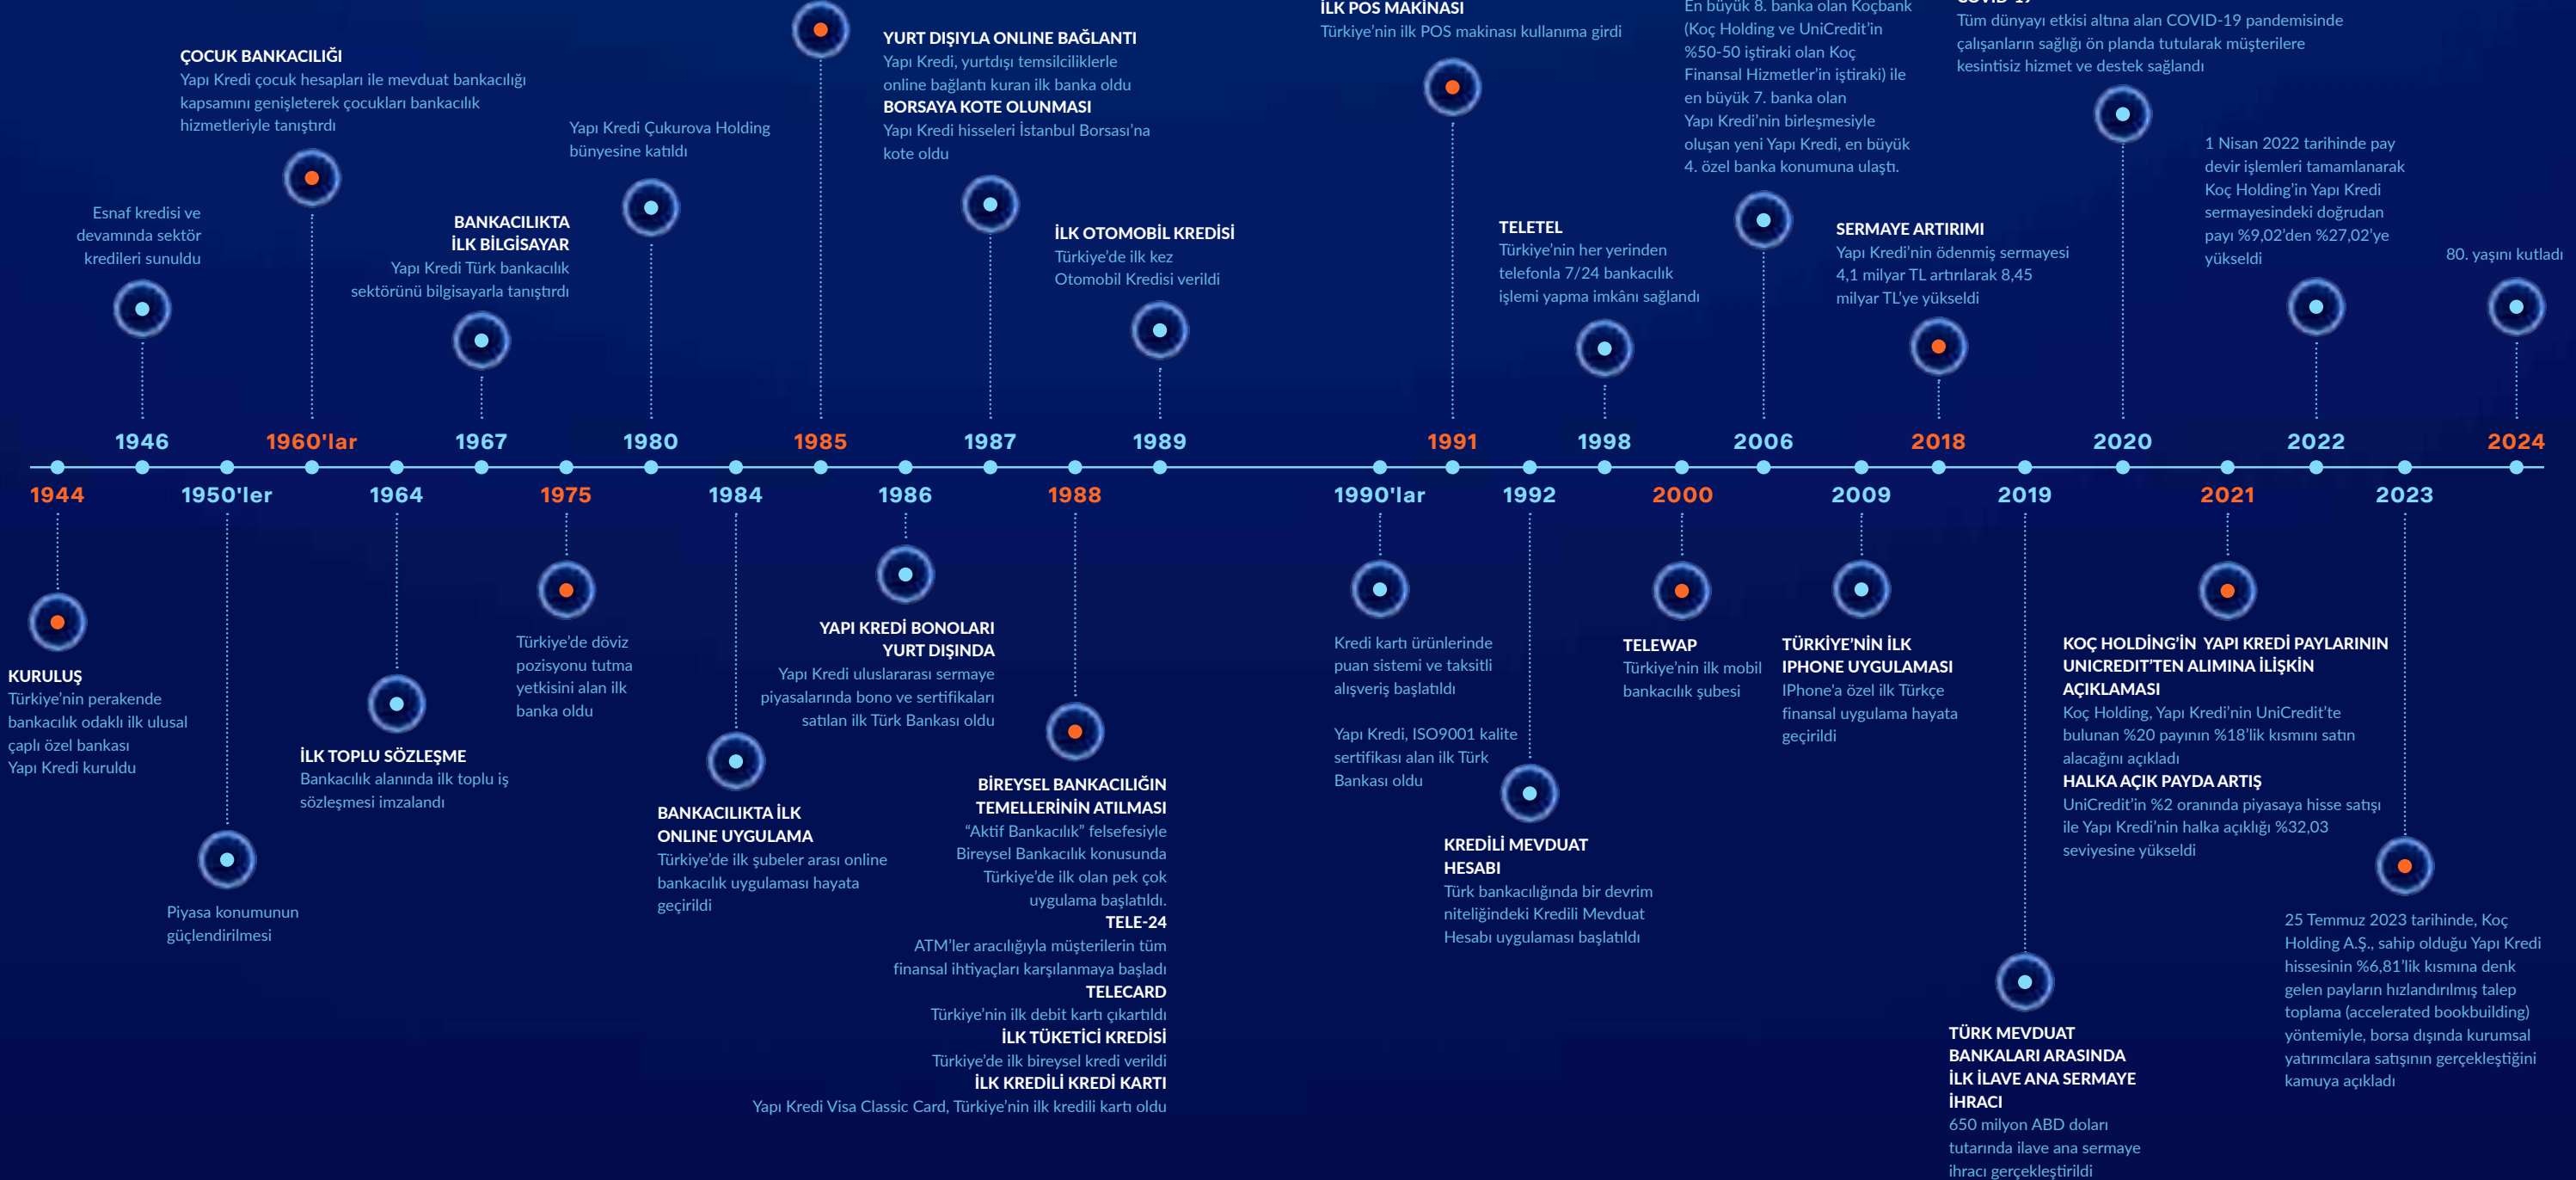 İLK POS MAKİNASI
Türkiye’nin ilk POS makinası kullanıma girdi
En büyük 8. banka olan Koçbank
(Koç Holding ve UniCredit’in
%50-50 iştiraki olan Koç
Finansal Hizmetler’in iştiraki) ile
en büyük 7. banka olan
Yapı Kredi’nin birleşmesiyle
oluşan yeni Yapı Kredi, en büyük
4. özel banka konumuna ulaştı.
COVID-19
Tüm dünyayı etkisi altına alan COVID-19 pandemisinde
çalışanların sağlığı ön planda tutularak müşterilere
kesintisiz hizmet ve destek sağlandı
ÇOCUK BANKACILIĞI
Yapı Kredi çocuk hesapları ile mevduat bankacılığı
kapsamını genişleterek çocukları bankacılık
hizmetleriyle tanıştırdı
YURT DIŞIYLA ONLINE BAĞLANTI
Yapı Kredi, yurtdışı temsilciliklerle
online bağlantı kuran ilk banka oldu
BORSAYA KOTE OLUNMASI
Yapı Kredi hisseleri İstanbul Borsası’na
kote oldu
Yapı Kredi Çukurova Holding
bünyesine katıldı
1 Nisan 2022 tarihinde pay
devir işlemleri tamamlanarak
Koç Holding’in Yapı Kredi
sermayesindeki doğrudan
payı %9,02’den %27,02’ye
yükseldi
Esnaf kredisi ve
devamında sektör
kredileri sunuldu
BANKACILIKTA
İLK BİLGİSAYAR
Yapı Kredi Türk bankacılık
sektörünü bilgisayarla tanıştırdı
İLK OTOMOBİL KREDİSİ
Türkiye’de ilk kez
Otomobil Kredisi verildi
TELETEL
Türkiye’nin her yerinden
telefonla 7/24 bankacılık
işlemi yapma imkânı sağlandı
SERMAYE ARTIRIMI
Yapı Kredi’nin ödenmiş sermayesi
4,1 milyar TL artırılarak 8,45
milyar TL’ye yükseldi
80. yaşını kutladı
1946 1960'lar 1967 1980 1985 1987 1989 1991 1998 2006 2018 2020 2022 2024
1944 1950'ler 1964 1975 1984 1986 1988 1990'lar 1992 2000 2009 2019 2021 2023
KURULUŞ
Türkiye’nin perakende
bankacılık odaklı ilk ulusal
çaplı özel bankası
Yapı Kredi kuruldu
Piyasa konumunun
güçlendirilmesi
İLK TOPLU SÖZLEŞME
Bankacılık alanında ilk toplu iş
sözleşmesi imzalandı
Türkiye’de döviz
pozisyonu tutma
yetkisini alan ilk
banka oldu
BANKACILIKTA İLK
ONLINE UYGULAMA
Türkiye’de ilk şubeler arası online
bankacılık uygulaması hayata
geçirildi
YAPI KREDİ BONOLARI
YURT DIŞINDA
Yapı Kredi uluslararası sermaye
piyasalarında bono ve sertifikaları
satılan ilk Türk Bankası oldu
BİREYSEL BANKACILIĞIN
TEMELLERİNİN ATILMASI
“Aktif Bankacılık” felsefesiyle
Bireysel Bankacılık konusunda
Türkiye’de ilk olan pek çok
uygulama başlatıldı.
TELE-24
ATM’ler aracılığıyla müşterilerin tüm
finansal ihtiyaçları karşılanmaya başladı
TELECARD
Türkiye’nin ilk debit kartı çıkartıldı
İLK TÜKETİCİ KREDİSİ
Türkiye’de ilk bireysel kredi verildi
İLK KREDİLİ KREDİ KARTI
Yapı Kredi Visa Classic Card, Türkiye’nin ilk kredili kartı oldu
Kredi kartı ürünlerinde
puan sistemi ve taksitli
alışveriş başlatıldı
Yapı Kredi, ISO9001 kalite
sertifikası alan ilk Türk
Bankası oldu
KREDİLİ MEVDUAT
HESABI
Türk bankacılığında bir devrim
niteliğindeki Kredili Mevduat
Hesabı uygulaması başlatıldı
TELEWAP
Türkiye’nin ilk mobil
bankacılık şubesi
TÜRKİYE’NİN İLK
IPHONE UYGULAMASI
IPhone'a özel ilk Türkçe
finansal uygulama hayata
geçirildi
TÜRK MEVDUAT
BANKALARI ARASINDA
İLK İLAVE ANA SERMAYE
İHRACI
650 milyon ABD doları
tutarında ilave ana sermaye
ihracı gerçekleştirildi
KOÇ HOLDİNG’İN YAPI KREDİ PAYLARININ
UNICREDIT’TEN ALIMINA İLİŞKİN
AÇIKLAMASI
Koç Holding, Yapı Kredi’nin UniCredit’te
bulunan %20 payının %18’lik kısmını satın
alacağını açıkladı
HALKA AÇIK PAYDA ARTIŞ
UniCredit’in %2 oranında piyasaya hisse satışı
ile Yapı Kredi’nin halka açıklığı %32,03
seviyesine yükseldi
25 Temmuz 2023 tarihinde, Koç
Holding A.Ş., sahip olduğu Yapı Kredi
hissesinin %6,81’lik kısmına denk
gelen payların hızlandırılmış talep
toplama (accelerated bookbuilding)
yöntemiyle, borsa dışında kurumsal
yatırımcılara satışının gerçekleştiğini
kamuya açıkladı